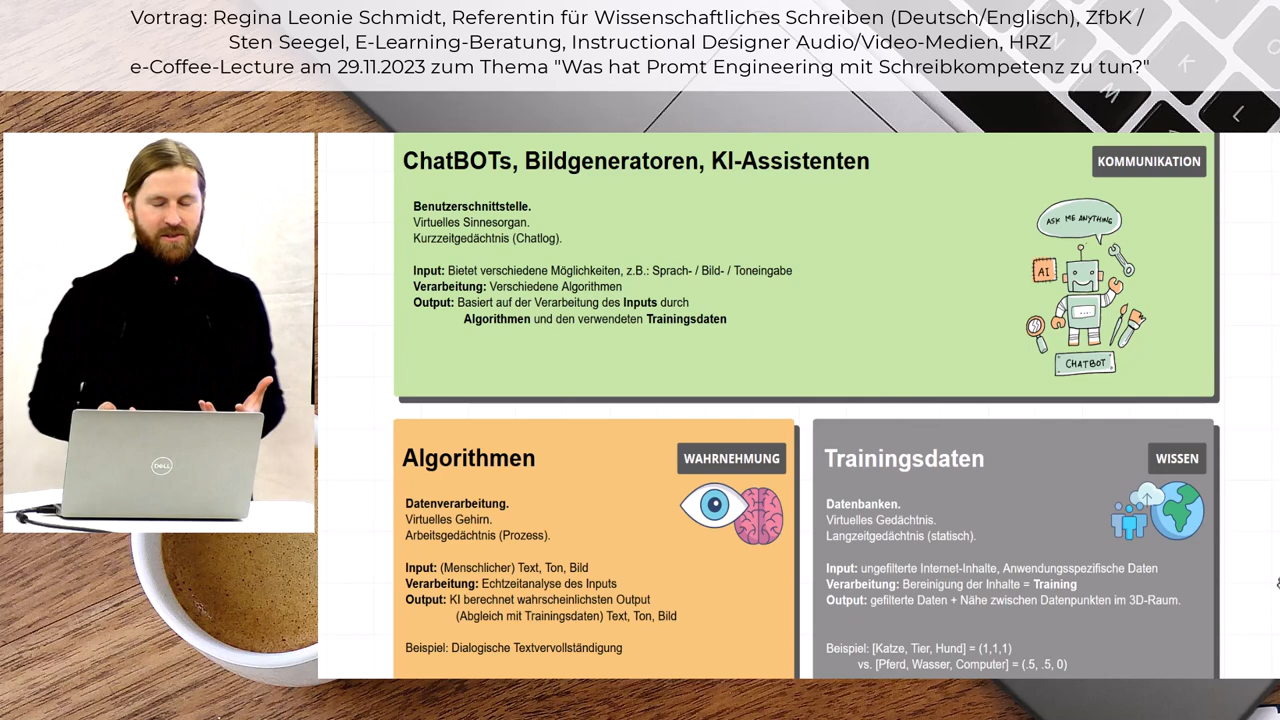 Vortrag: Regina Leonie Schmidt, Referentin für Wissenschaftliches Schreiben (Deutsch/Englisch), ZfbK /
Sten Seegel, E-Learning-Beratung, Instructional Designer Audio/Video-Medien, HRZ
e-Coffee-Lecture am 29.11.2023 zum Thema "Was hat Promt Engineering mit Schreibkompetenz zu tun?"
K
M
L
ChatBOTs, Bildgeneratoren, KI-Assistenten
KOMMUNIKATION
Benutzerschnittstelle.
Virtuelles Sinnesorgan.
Kurzzeitgedächtnis (Chatlog).
Input: Bietet verschiedene Möglichkeiten, z.B.: Sprach- / Bild- / Toneingabe
Verarbeitung: Verschiedene Algorithmen
Output: Basiert auf der Verarbeitung des Inputs durch
Algorithmen und den verwendeten Trainingsdaten
ASK ME ANYTHING
AI
CHATBOT
DELL
Algorithmen
WAHRNEHMUNG
Datenverarbeitung.
Virtuelles Gehirn.
Arbeitsgedächtnis (Prozess).
Input: (Menschlicher) Text, Ton, Bild
Verarbeitung: Echtzeitanalyse des Inputs
Output: KI berechnet wahrscheinlichsten Output
(Abgleich mit Trainingsdaten) Text, Ton, Bild
Beispiel: Dialogische Textvervollständigung
Trainingsdaten
WISSEN
Datenbanken.
Virtuelles Gedächtnis.
Langzeitgedächtnis (statisch).
Input: ungefilterte Internet-Inhalte, Anwendungsspezifische Daten
Verarbeitung: Bereinigung der Inhalte = Training
Output: gefilterte Daten + Nähe zwischen Datenpunkten im 3D-Raum.
Beispiel: [Katze, Tier, Hund] = (1,1,1)
vs. [Pferd, Wasser, Computer] = (.5, .5, 0)